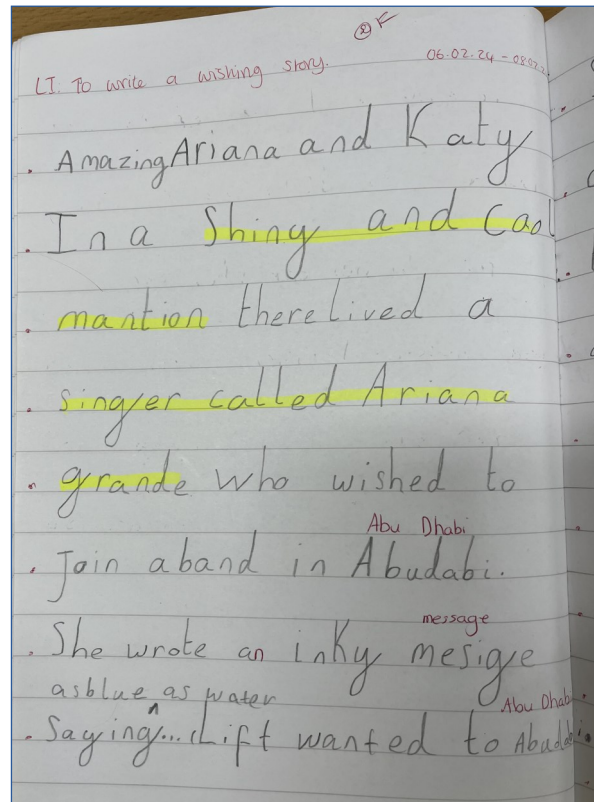 LI: To write a wishing story.
06.02.24 -
Amazing Ariana and Katy
In a Shiny and Cool
mantion there lived a
singer called Ariana
grande who wished to
Join a band in Abudabi.
Abu Dhabi
She wrote an inky mesige
message
as blue as water
Saying... Lift wanted to Abudabi
Abu Dhabi